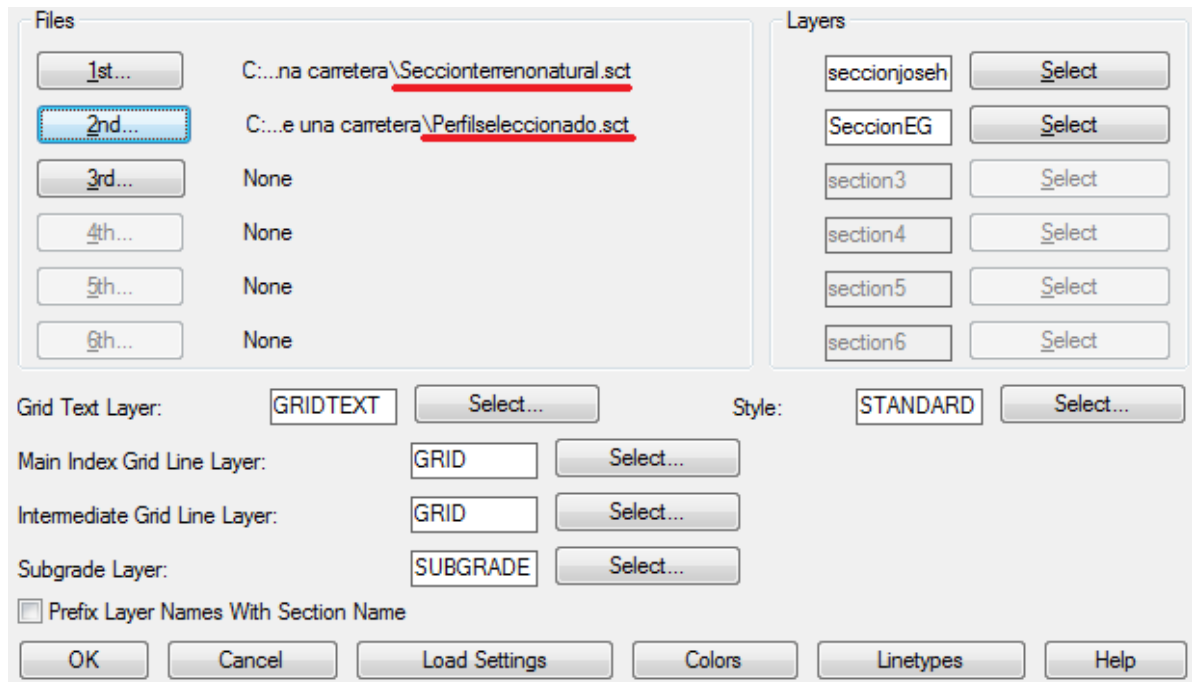 Files
Layers
1st... C:...na carretera\Seccionterrenonatural.sct seccionjoseh Select
2nd... C:...e una carretera\Perfilseleccionado.sct SeccionEG Select
3rd... None section3 Select
4th... None section4 Select
5th... None section5 Select
6th... None section6 Select
Grid Text Layer: GRIDTEXT Select... Style: STANDARD Select...
Main Index Grid Line Layer: GRID Select...
Intermediate Grid Line Layer: GRID Select...
Subgrade Layer: SUBGRADE Select...
Prefix Layer Names With Section Name
OK Cancel Load Settings Colors Linetypes Help